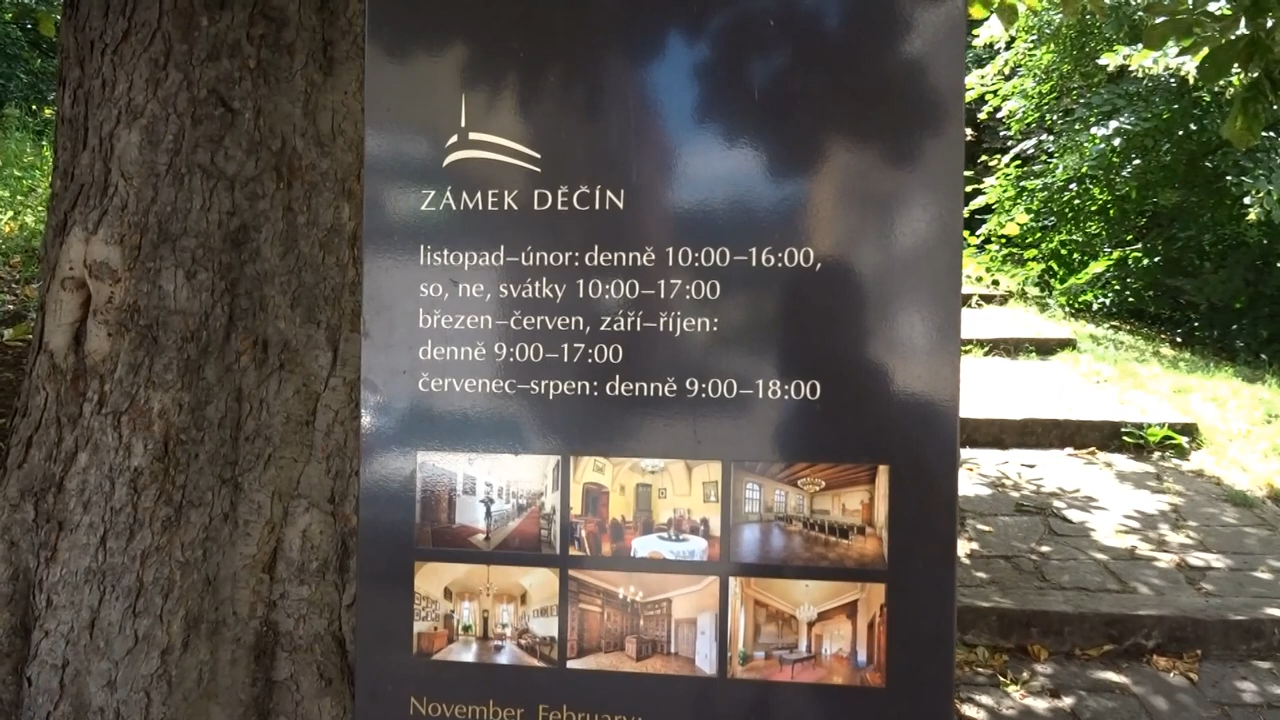 ZÁMEK DĚČÍN
listopad–únor: denně 10:00–16:00,
so, ne, svátky 10:00–17:00
březen–červen, září–říjen:
denně 9:00–17:00
červenec–srpen: denně 9:00–18:00
November February: